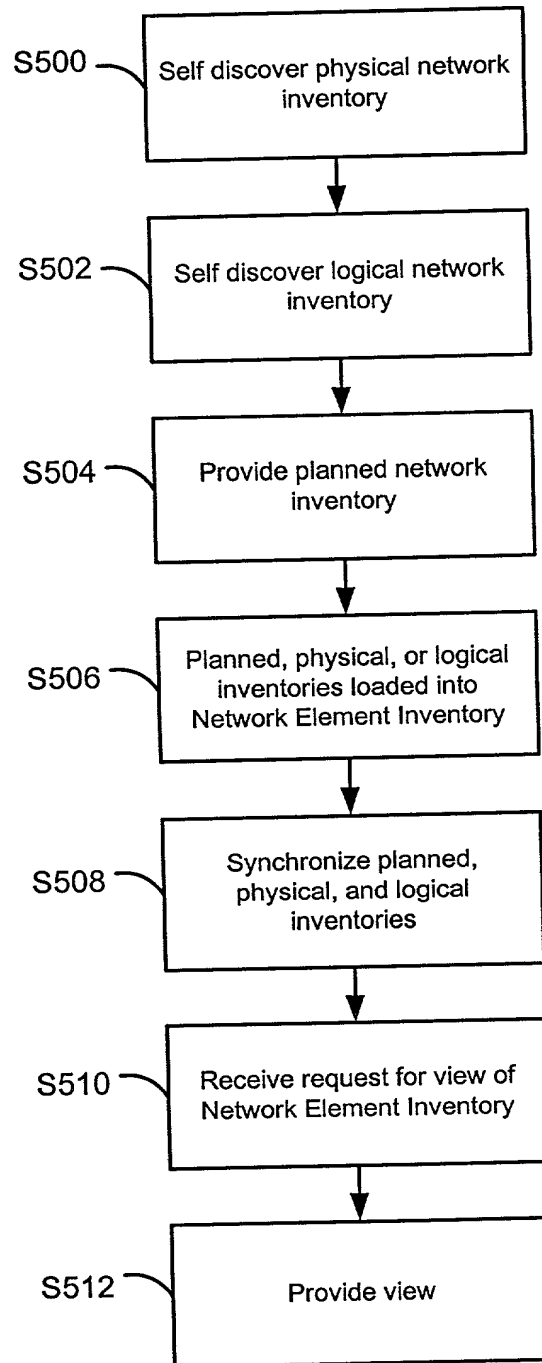 S500
Self discover physical network
inventory
S502
Self discover logical network
inventory
S504
Provide planned network
inventory
S506
Planned, physical, or logical
inventories loaded into
Network Element Inventory
S508
Synchronize planned,
physical, and logical
inventories
S510
Receive request for view of
Network Element Inventory
S512
Provide view